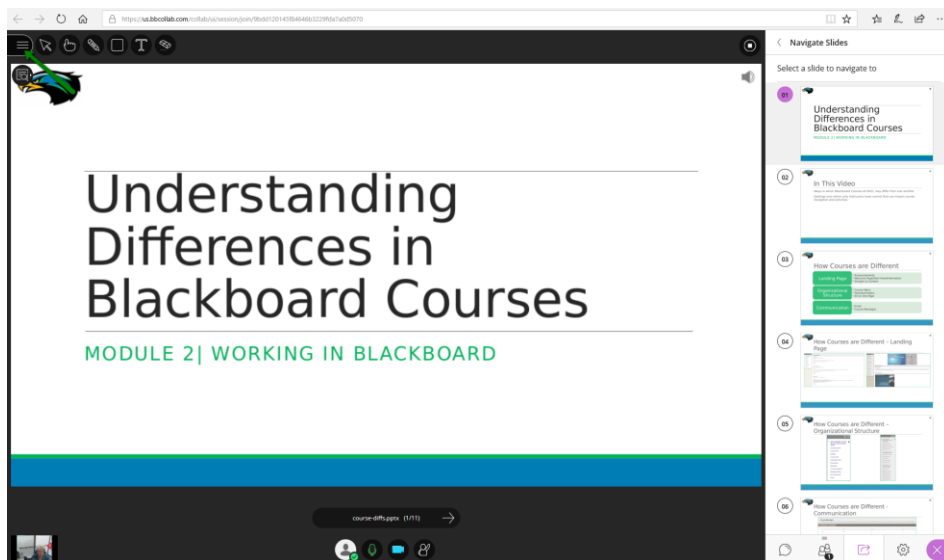 https://us.bbcollab.com/collab/ui/session/join/9bdd120145f64646b3229fda7a0d5070
T
Understanding
Differences in
Blackboard Courses
MODULE 2| WORKING IN BLACKBOARD
course-diffs.pptx (1/11)
Navigate Slides
Select a slide to navigate to
01
Understanding
Differences in
Blackboard Courses
MODULE 2| WORKING IN BLACKBOARD
02
In This Video
03
How Courses are Different
Landing Page
Organizational
Structure
Communication
04
How Courses are Different - Landing
Page
05
How Courses are Different -
Organizational Structure
06
How Courses are Different -
Communication